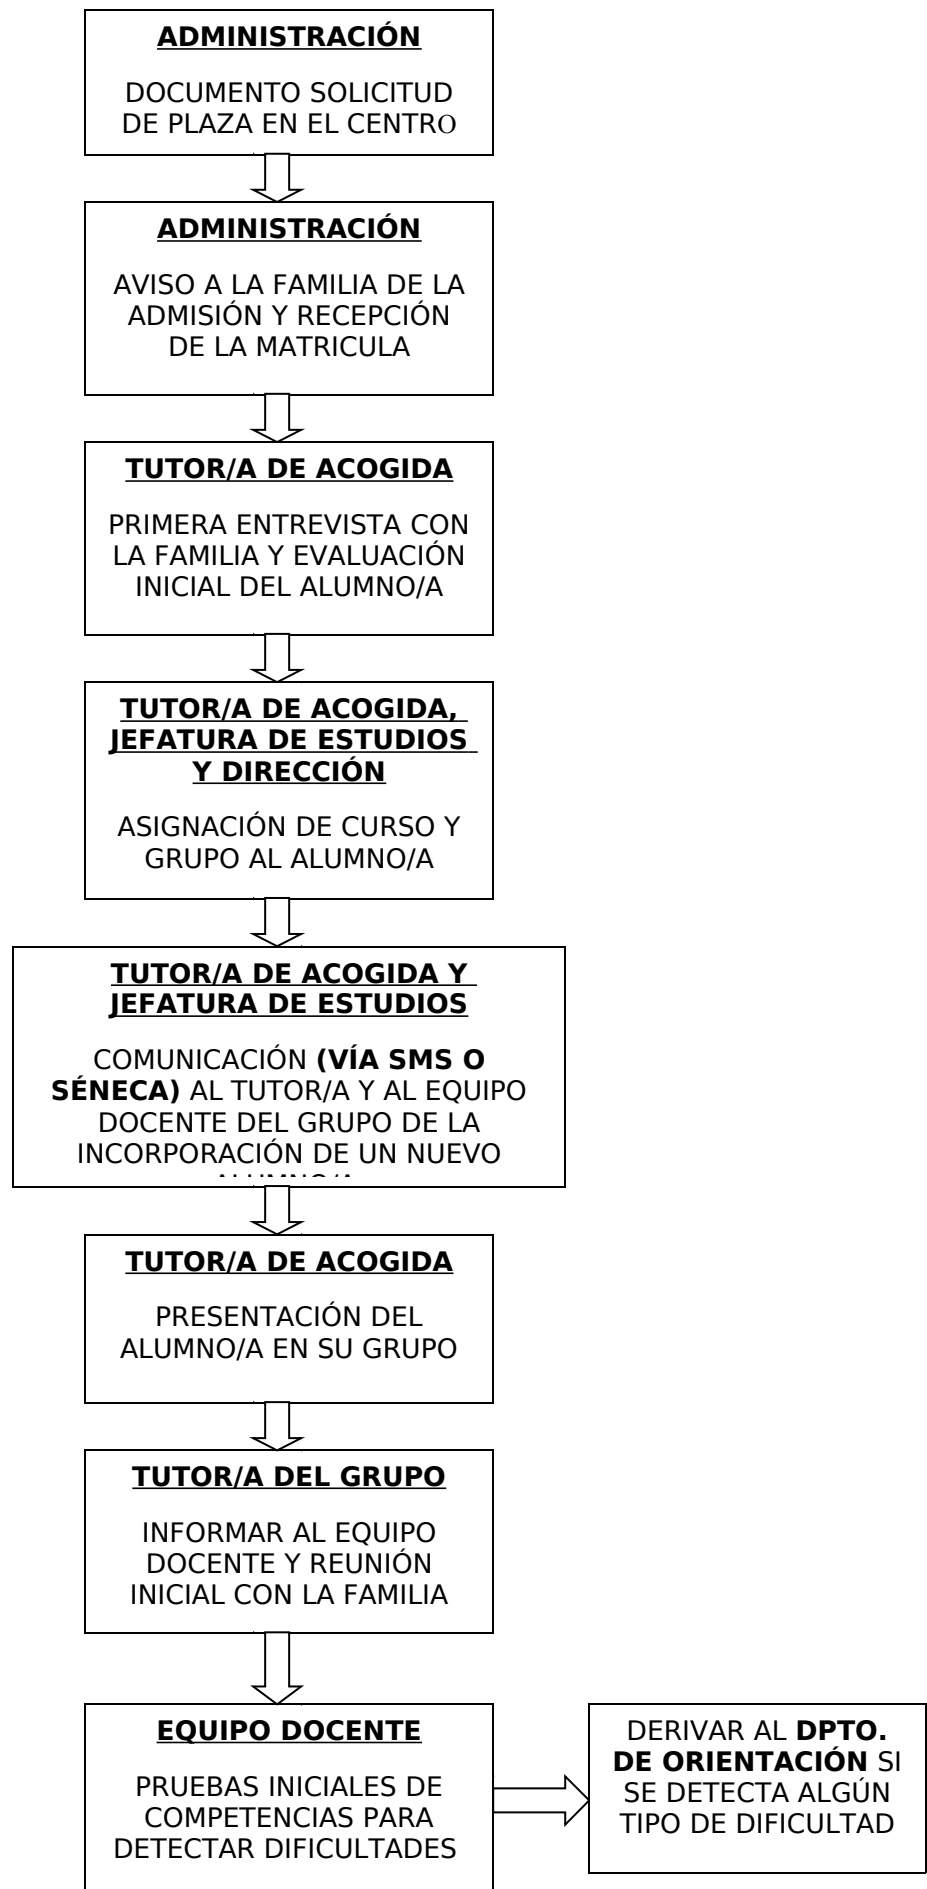 ADMINISTRACIÓN
DOCUMENTO SOLICITUD
DE PLAZA EN EL CENTRO
ADMINISTRACIÓN
AVISO A LA FAMILIA DE LA
ADMISIÓN Y RECEPCIÓN
DE LA MATRICULA
TUTOR/A DE ACOGIDA
PRIMERA ENTREVISTA CON
LA FAMILIA Y EVALUACIÓN
INICIAL DEL ALUMNO/A
TUTOR/A DE ACOGIDA,
JEFATURA DE ESTUDIOS
Y DIRECCIÓN
ASIGNACIÓN DE CURSO Y
GRUPO AL ALUMNO/A
TUTOR/A DE ACOGIDA Y
JEFATURA DE ESTUDIOS
COMUNICACIÓN (VÍA SMS O
SÉNECA) AL TUTOR/A Y AL EQUIPO
DOCENTE DEL GRUPO DE LA
INCORPORACIÓN DE UN NUEVO
TUTOR/A DE ACOGIDA
PRESENTACIÓN DEL
ALUMNO/A EN SU GRUPO
TUTOR/A DEL GRUPO
INFORMAR AL EQUIPO
DOCENTE Y REUNIÓN
INICIAL CON LA FAMILIA
EQUIPO DOCENTE
PRUEBAS INICIALES DE
COMPETENCIAS PARA
DETECTAR DIFICULTADES
DERIVAR AL DPTO.
DE ORIENTACIÓN SI
SE DETECTA ALGÚN
TIPO DE DIFICULTAD